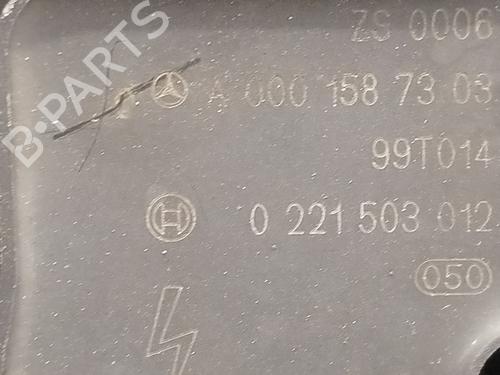 B-PARTS
ZS 0006
A 000 158 73 03
99T014
0 221 503 012
050